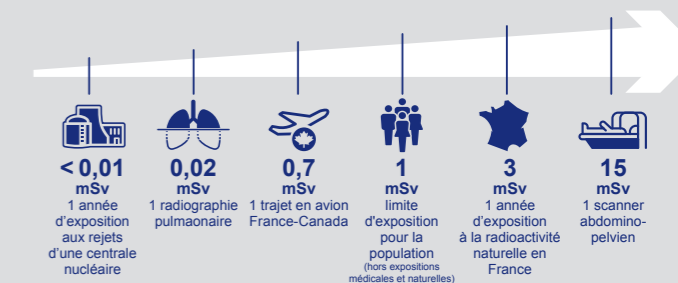 < 0,01
mSv
1 année
d'exposition
aux rejets
d'une centrale
nucléaire
0,02
mSv
1 radiographie
pulmaonaire
0,7
mSv
1 trajet en avion
France-Canada
1
mSv
limite
d'exposition
pour la
population
(hors expositions
médicales et naturelles)
3
mSv
1 année
d'exposition
à la radioactivité
naturelle en
France
15
mSv
1 scanner
abdomino-
pelvien